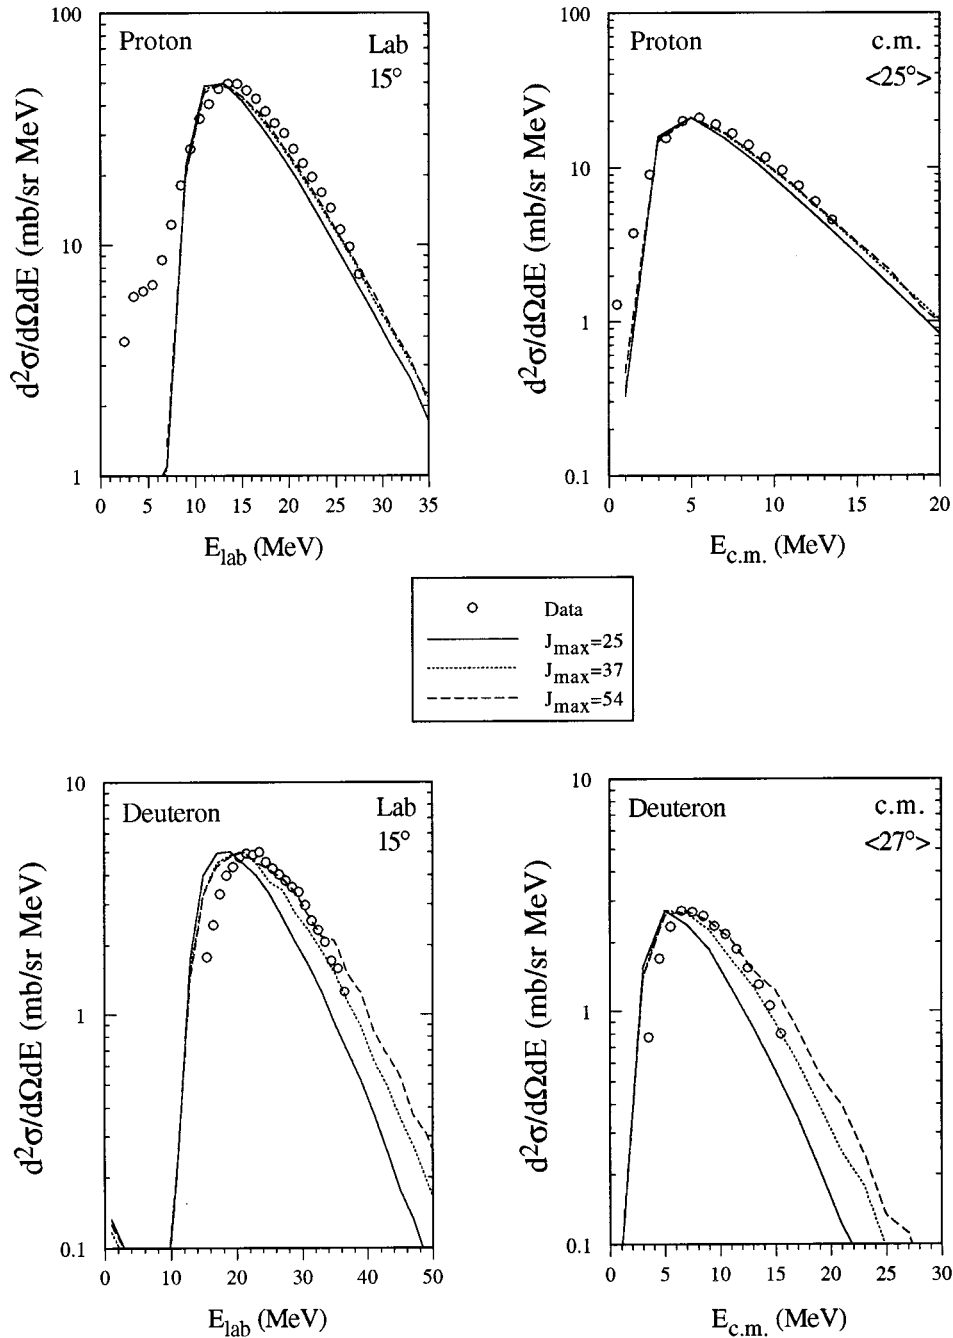 Proton
Lab
15°
d²σ/dΩdE (mb/sr MeV)
100
10
1
0 5 10 15 20 25 30 35
E_lab (MeV)
Proton
c.m.
<25°>
d²σ/dΩdE (mb/sr MeV)
100
10
1
0.1
0 5 10 15 20
E_c.m. (MeV)
Data
J_max=25
J_max=37
J_max=54
Deuteron
Lab
15°
d²σ/dΩdE (mb/sr MeV)
10
1
0.1
0 10 20 30 40 50
E_lab (MeV)
Deuteron
c.m.
<27°>
d²σ/dΩdE (mb/sr MeV)
10
1
0.1
0 5 10 15 20 25 30
E_c.m. (MeV)